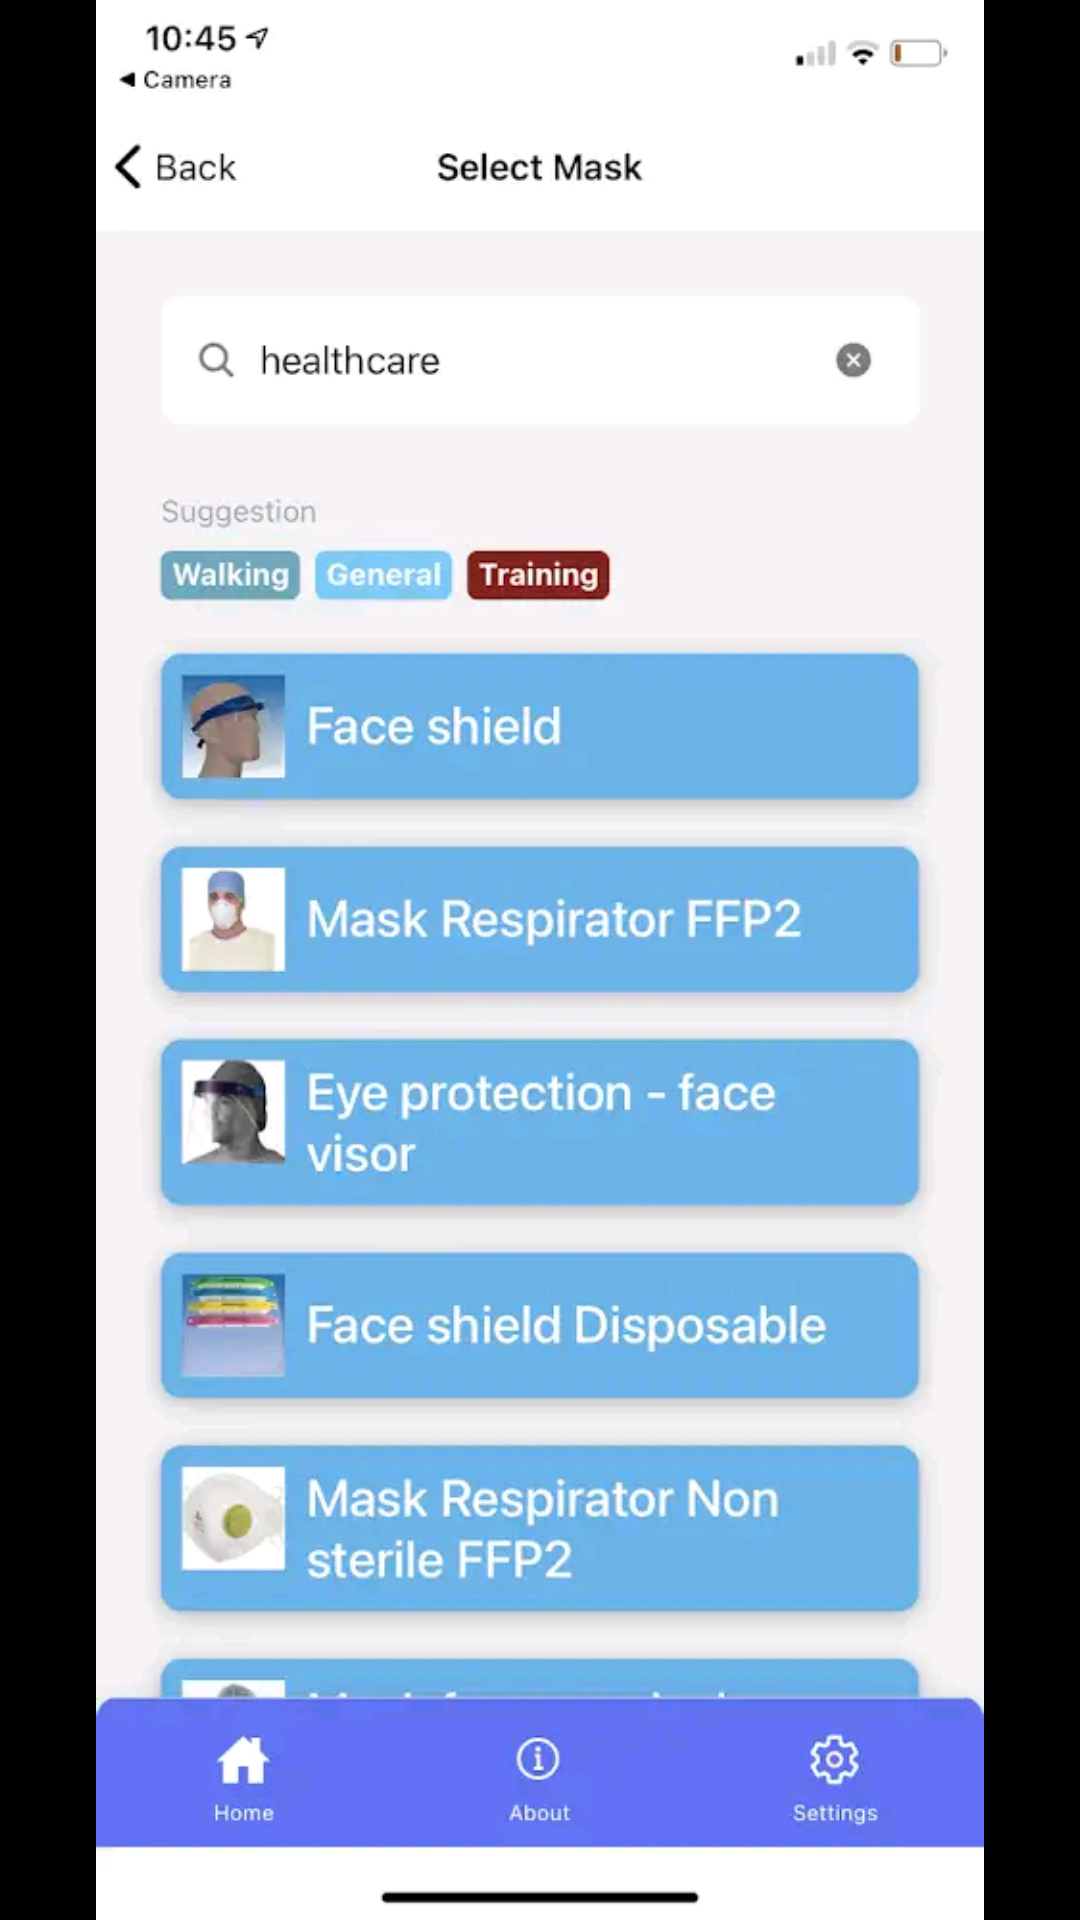 10:45
Camera
Back
Select Mask
healthcare
Suggestion
Walking General Training
Face shield
Mask Respirator FFP2
Eye protection - face
visor
Face shield Disposable
Mask Respirator Non
sterile FFP2
Home
About
Settings